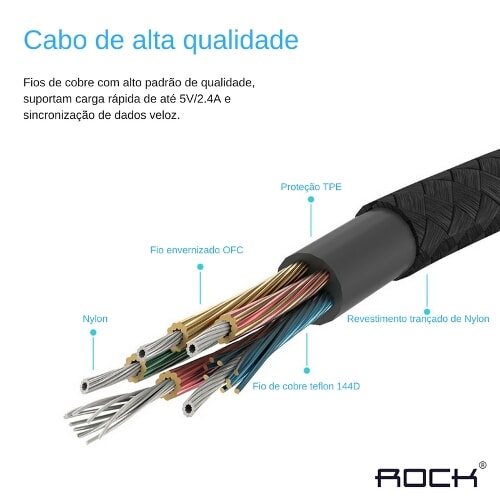 Cabo de alta qualidade
Fios de cobre com alto padrão de qualidade,
suportam carga rápida de até 5V/2.4A e
sincronização de dados veloz.
Proteção TPE
Fio envernizado OFC
Nylon
Revestimento trançado de Nylon
Fio de cobre teflon 144D
ROCK®